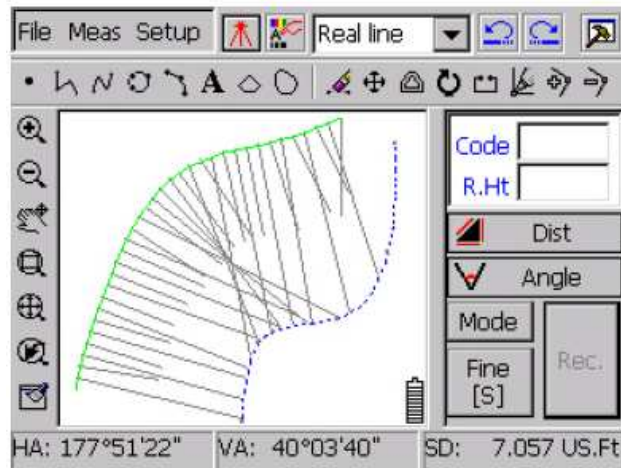 File Meas Setup Real line
A
Code
R.Ht
Dist
Angle
Mode
Fine
[S]
Rec.
HA: 177°51'22" VA: 40°03'40" SD: 7.057 US.Ft